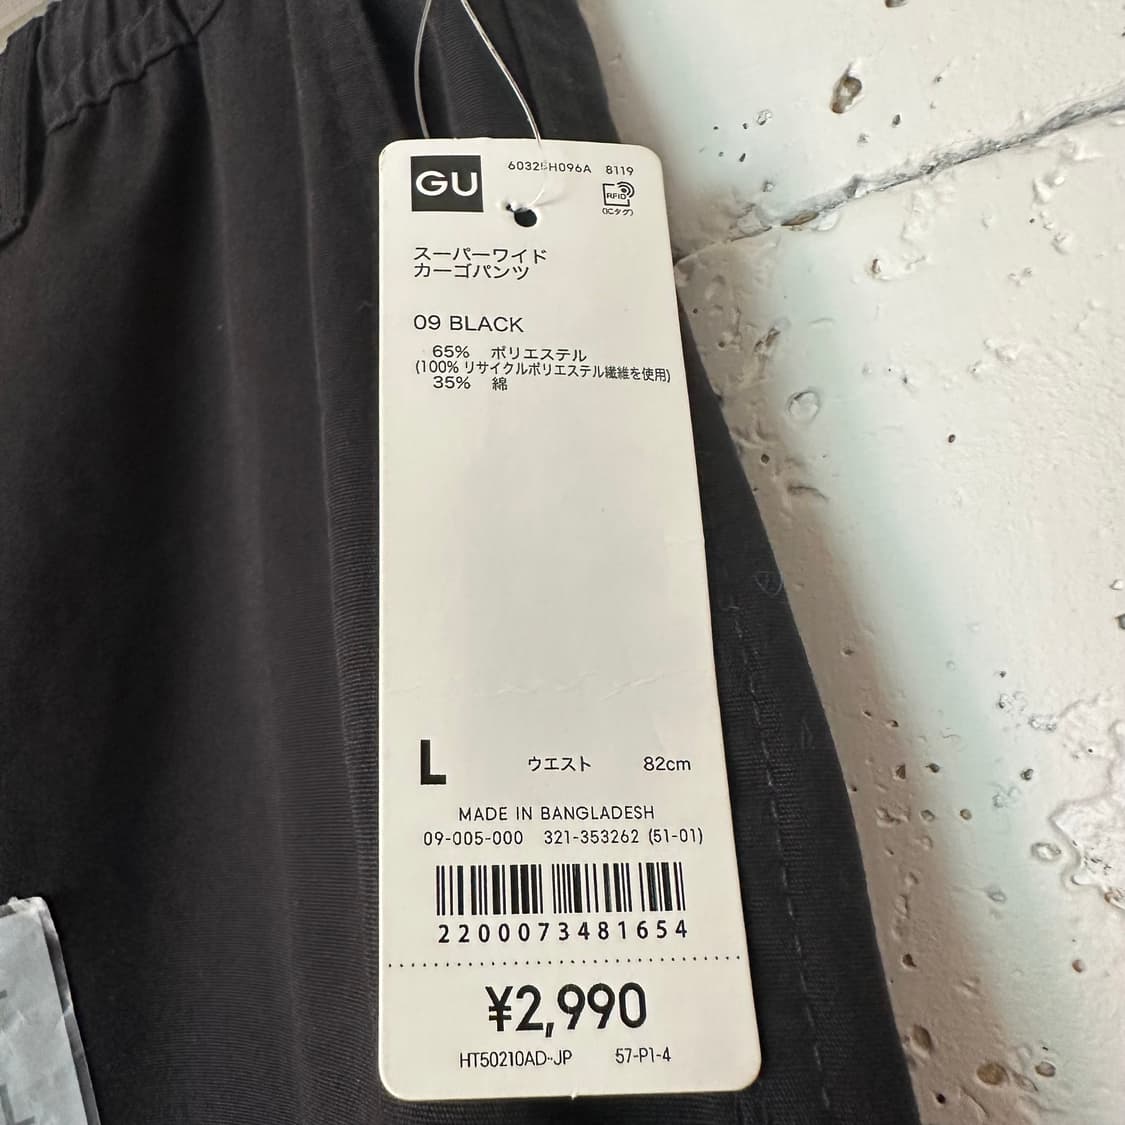 GU
60325H096A 8119
RFID
(ICタグ)
スーパーワイド
カーゴパンツ
09 BLACK
65% ポリエステル
(100% リサイクルポリエステル繊維を使用)
35% 綿
L ウエスト 82cm
MADE IN BANGLADESH
09-005-000 321-353262 (51-01)
2200073481654
¥2,990
HT50210AD-JP 57-P1-4